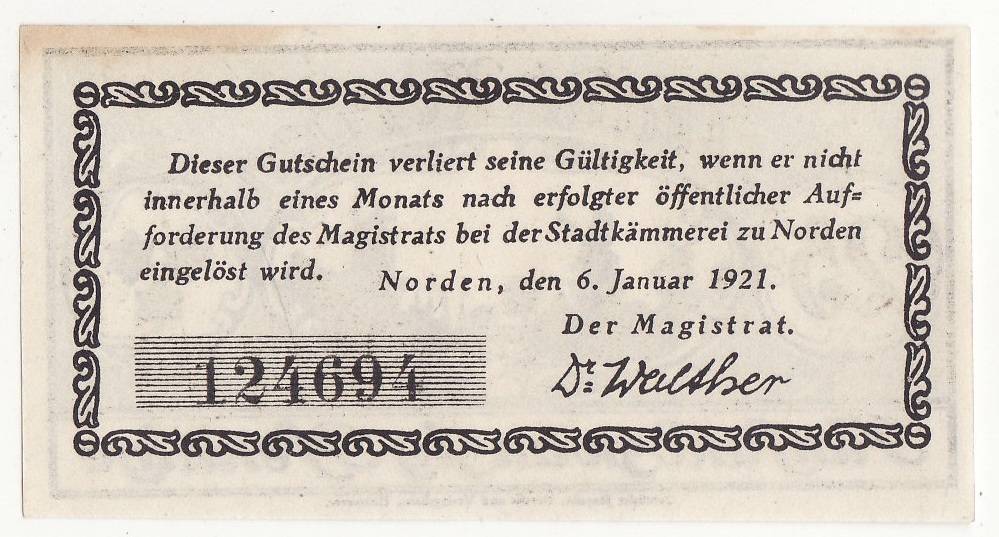 Dieser Gutschein verliert seine Gültigkeit, wenn er nicht
innerhalb eines Monats nach erfolgter öffentlicher Auf=
forderung des Magistrats bei der Stadtkämmerei zu Norden
eingelöst wird.
Norden, den 6. Januar 1921.
Der Magistrat.
124694
Dr. Walther